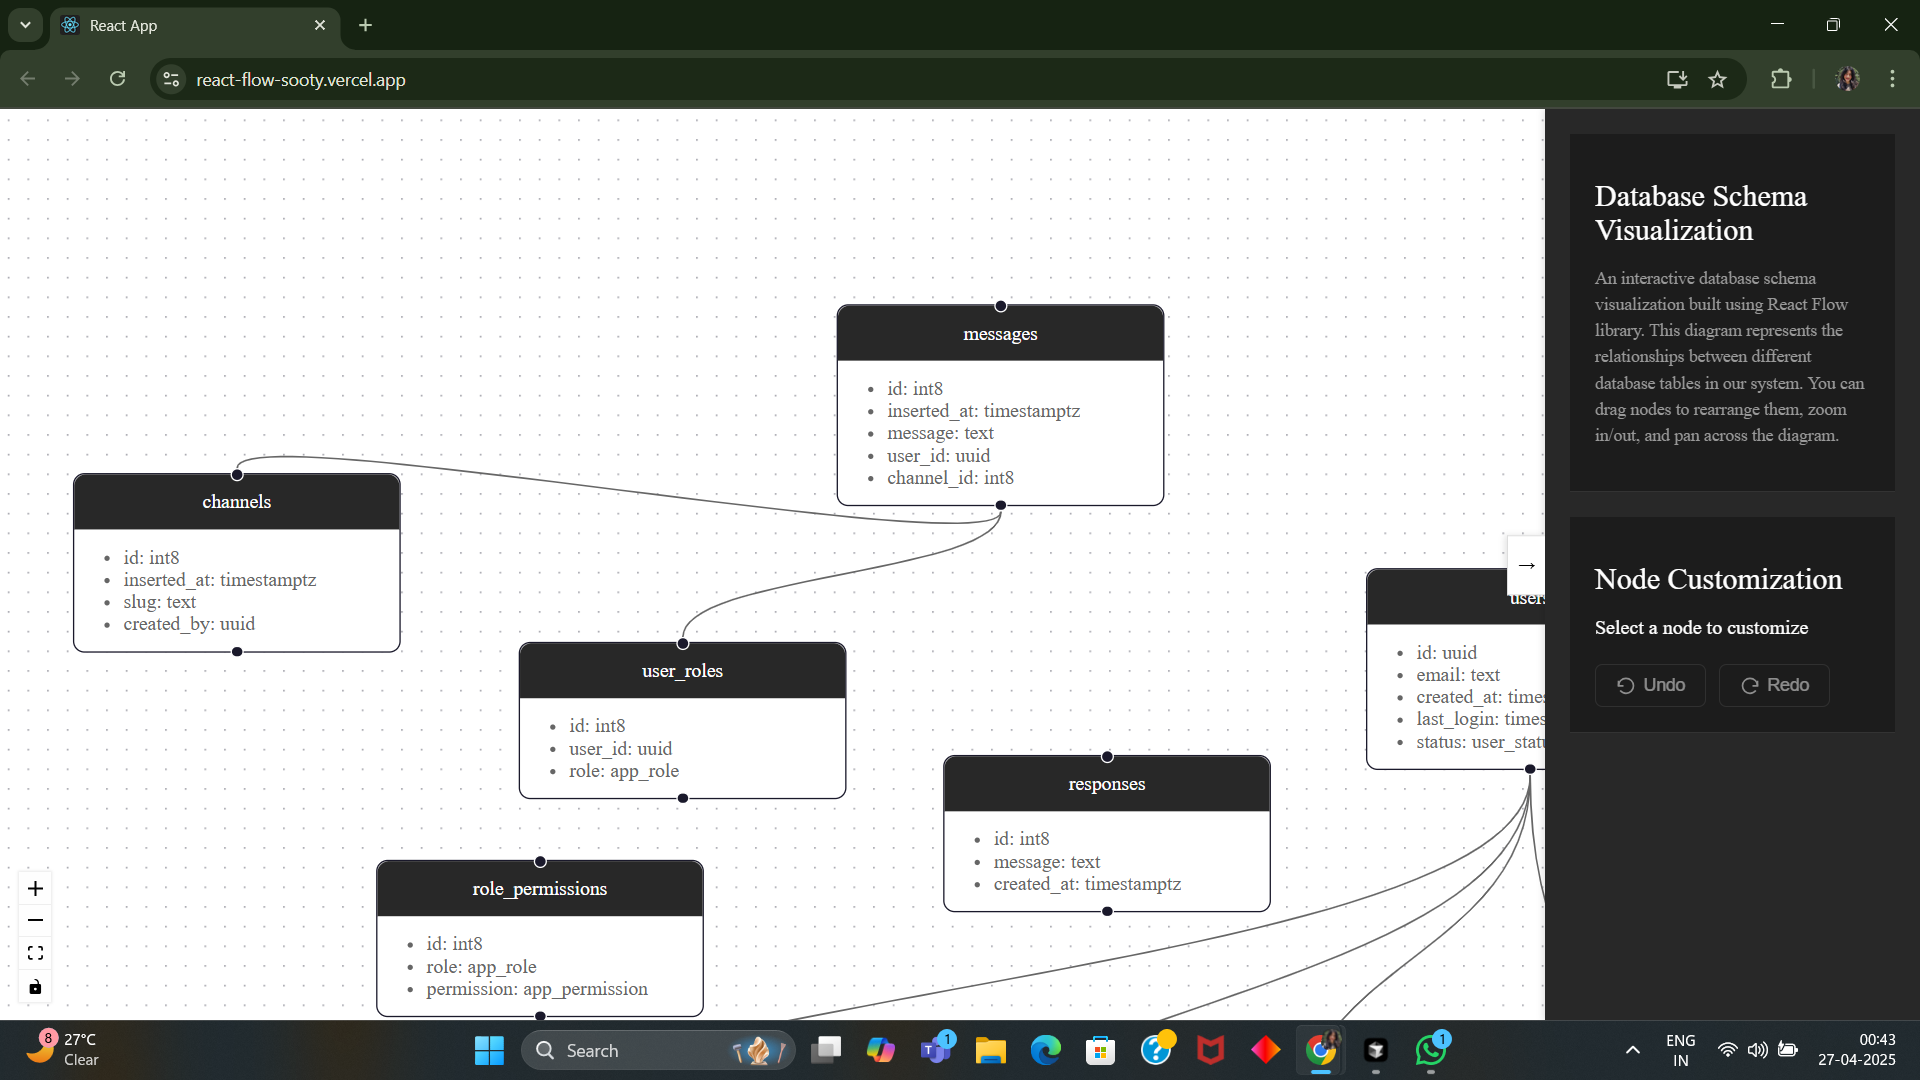 React App
react-flow-sooty.vercel.app
messages
id: int8
inserted_at: timestamptz
message: text
user_id: uuid
channel_id: int8
channels
id: int8
inserted_at: timestamptz
slug: text
created_by: uuid
user_roles
id: int8
user_id: uuid
role: app_role
users
id: uuid
email: text
created_at: times
last_login: times
status: user_statu
responses
id: int8
message: text
created_at: timestamptz
role_permissions
id: int8
role: app_role
permission: app_permission
Database Schema
Visualization
An interactive database schema
visualization built using React Flow
library. This diagram represents the
relationships between different
database tables in our system. You can
drag nodes to rearrange them, zoom
in/out, and pan across the diagram.
Node Customization
Select a node to customize
Undo Redo
8
27°C
Clear
Search
1
1
ENG
IN
00:43
27-04-2025